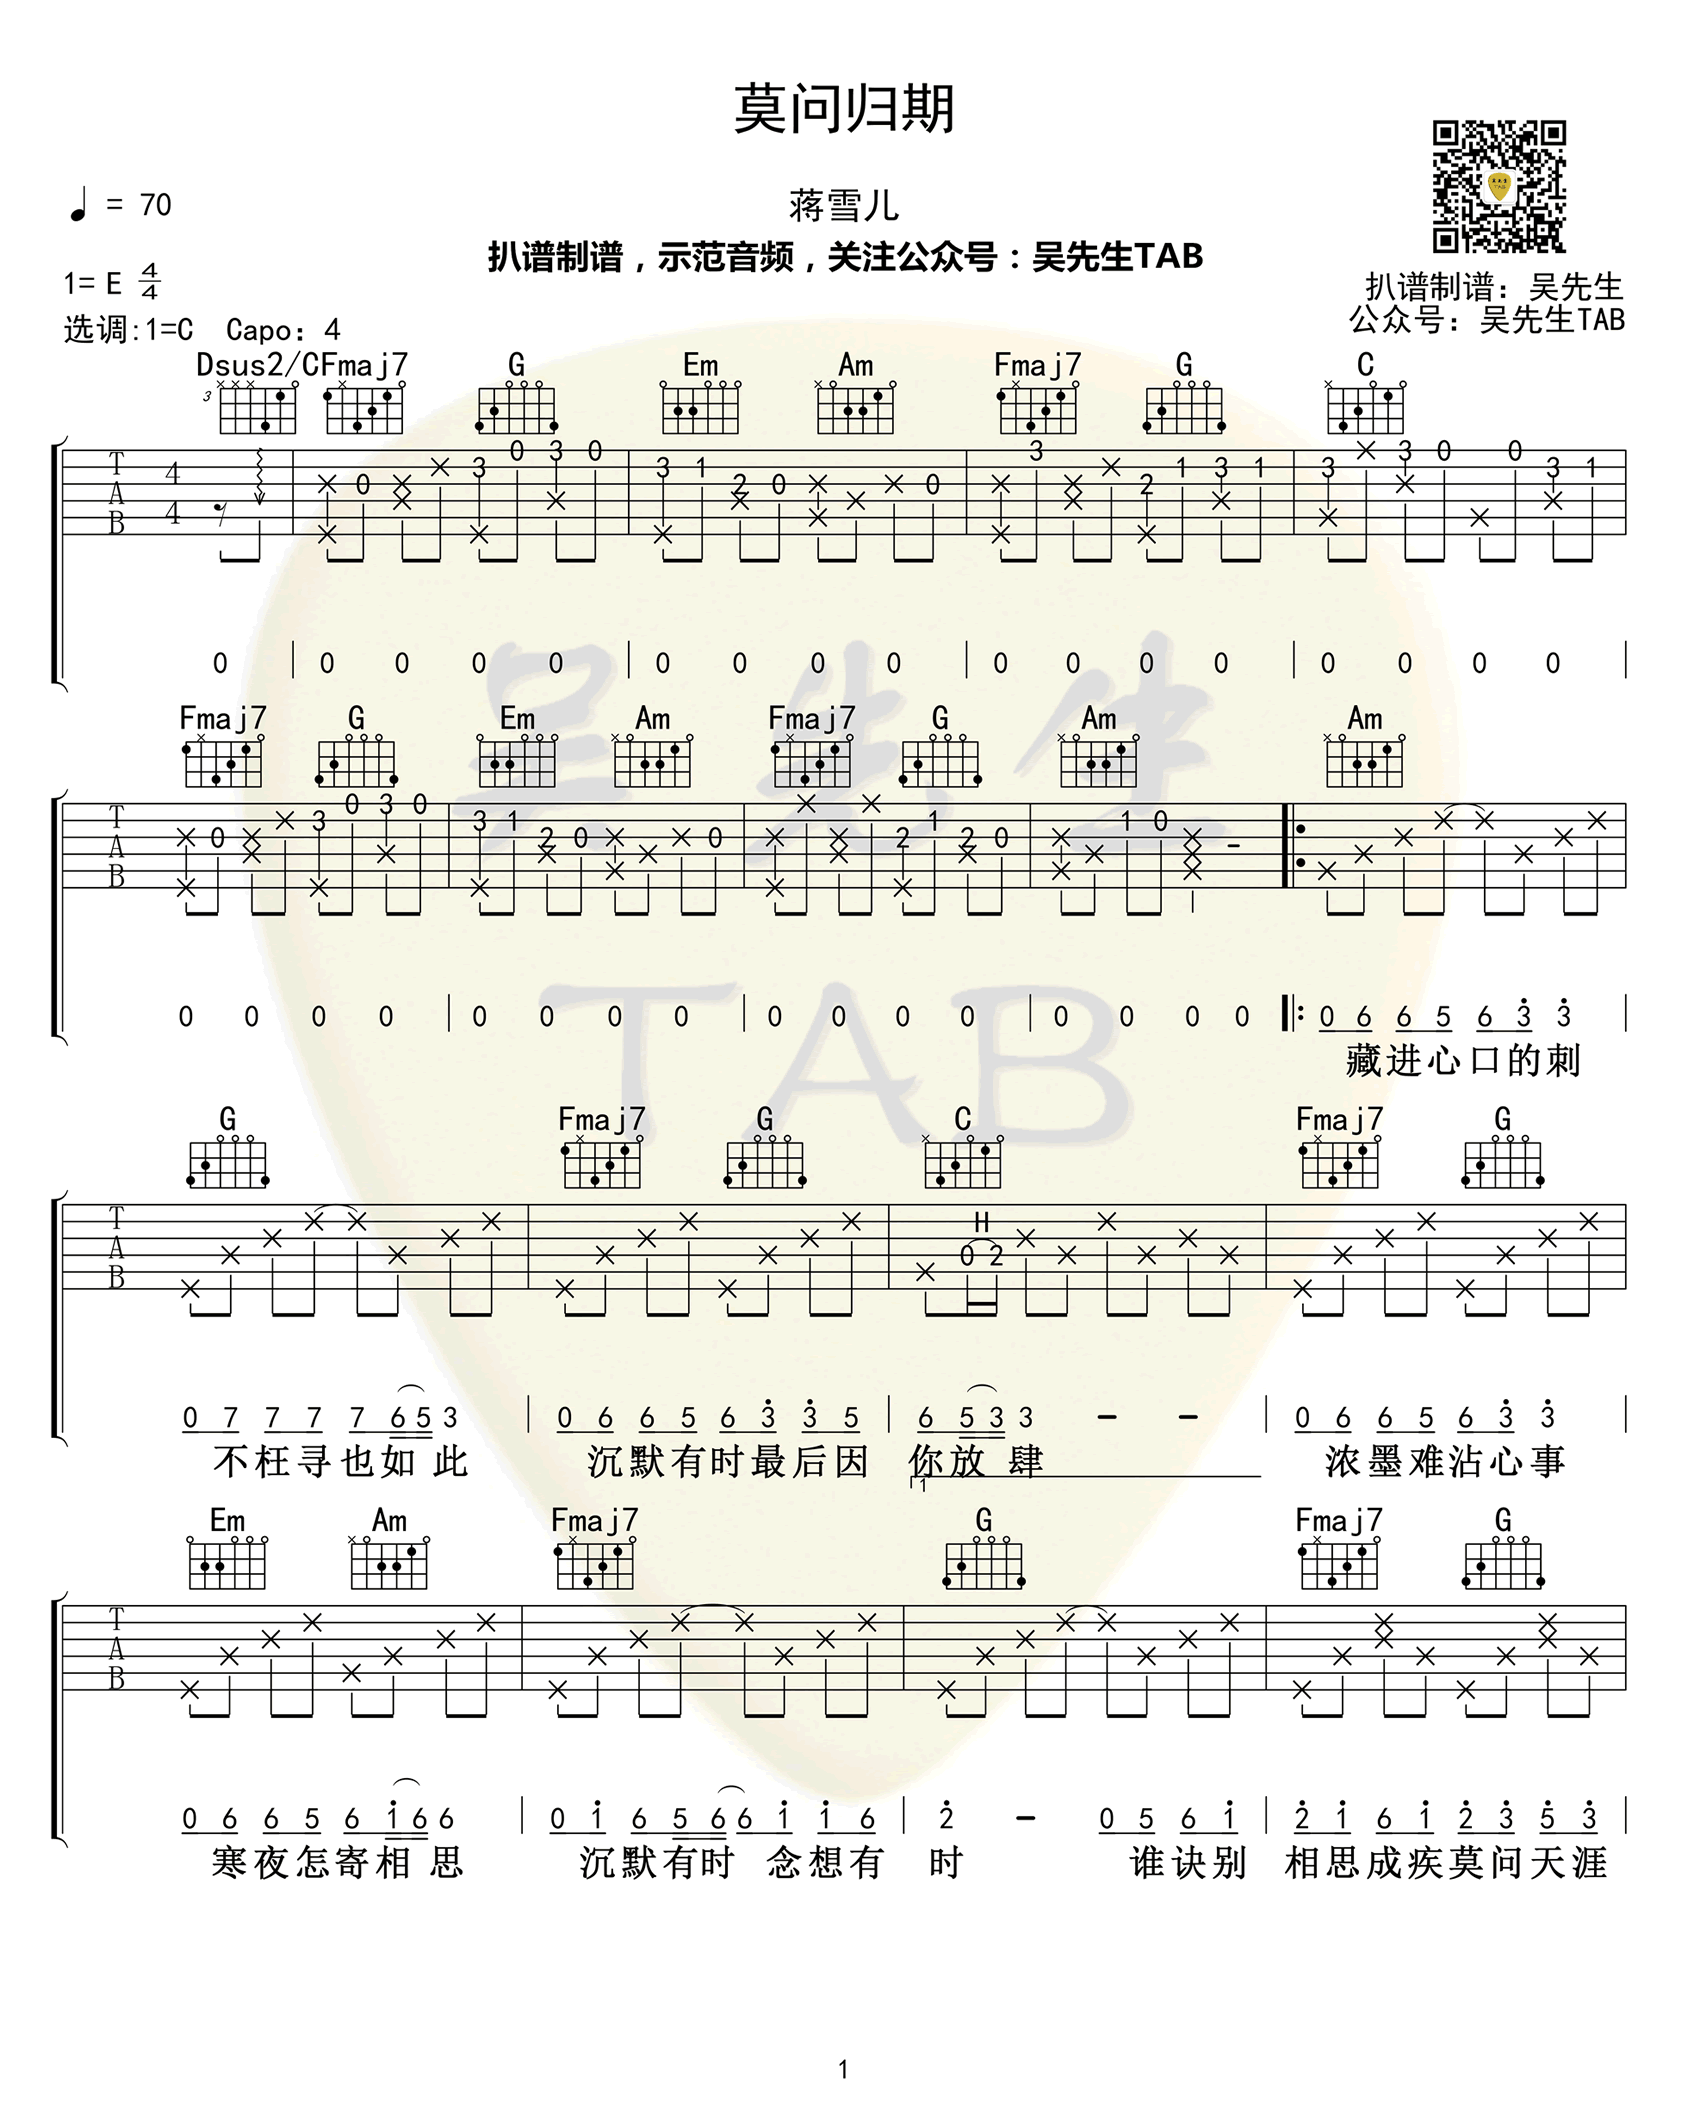 莫问归期
蒋雪儿
♩ = 70
扒谱制谱，示范音频，关注公众号：吴先生TAB
1= E 4/4
扒谱制谱：吴先生
选调:1=C Capo：4
公众号：吴先生TAB
Dsus2/C Fmaj7 G Em Am Fmaj7 G C
3
T A B 4 4 0 3 0 3 0 3 1 2 0 0 3 2 1 3 1 3 3 0 0 3 1
0 0 0 0 0 0 0 0 0 0 0 0 0 0 0 0 0
Fmaj7 G Em Am Fmaj7 G Am Am
T A B 0 3 0 3 0 3 1 2 0 0 2 1 2 0 1 0 -
0 0 0 0 0 0 0 0 0 0 0 0 0 0 0 0 0 6 6 5 6 3 3
藏进心口的刺
G Fmaj7 G C Fmaj7 G
T A B H 0 2
0 7 7 7 7 6 5 3 0 6 6 5 6 3 3 5 6 5 3 3 - - 0 6 6 5 6 3 3
不枉寻也如此 沉默有时最后因 你放肆 浓墨难沾心事
1
Em Am Fmaj7 G Fmaj7 G
T A B
0 6 6 5 6 1 6 6 0 1 6 5 6 6 1 1 6 2 - 0 5 6 1 2 1 6 1 2 3 5 3
寒夜怎寄相思 沉默有时 念想有 时 谁诀别 相思成疾莫问天涯
吴先生
TAB
1